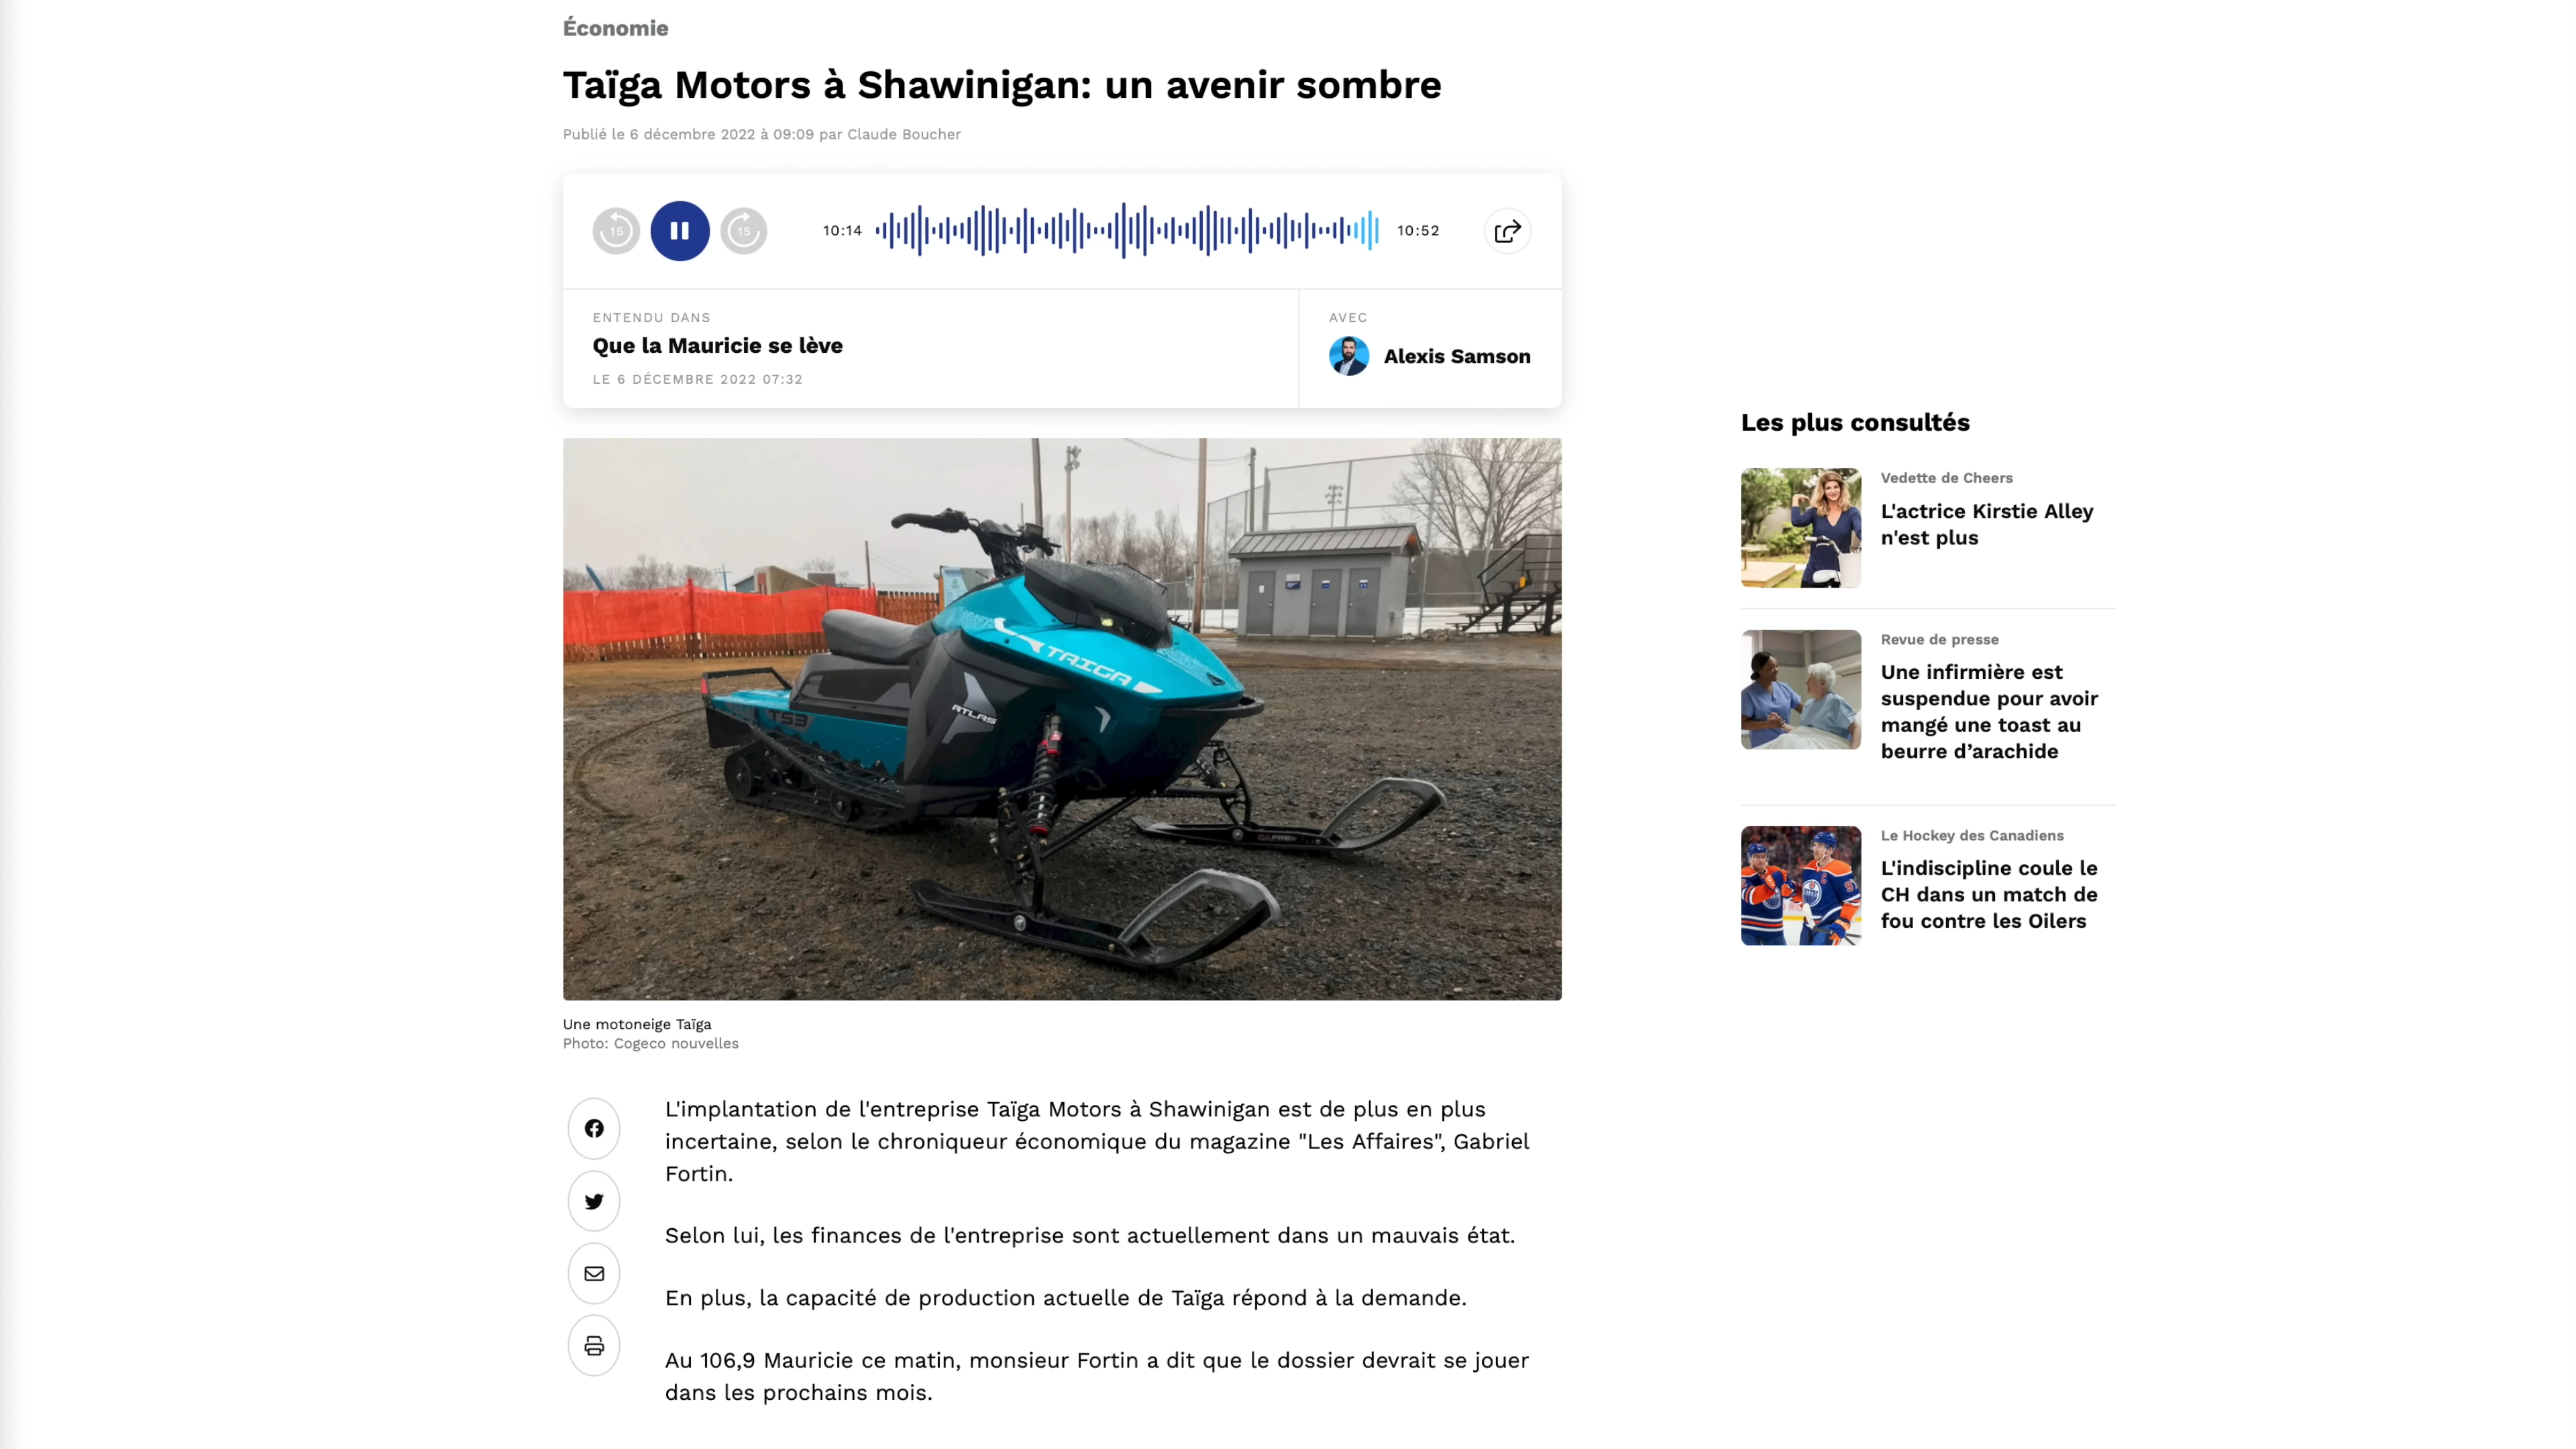 Économie
Taïga Motors à Shawinigan: un avenir sombre
Publié le 6 décembre 2022 à 09:09 par Claude Boucher
15
15
10:14
10:52
ENTENDU DANS
Que la Mauricie se lève
LE 6 DÉCEMBRE 2022 07:32
AVEC
Alexis Samson
TAIGA
ATLAS
TS3
Une motoneige Taïga
Photo: Cogeco nouvelles
L'implantation de l'entreprise Taïga Motors à Shawinigan est de plus en plus
incertaine, selon le chroniqueur économique du magazine "Les Affaires", Gabriel
Fortin.
Selon lui, les finances de l'entreprise sont actuellement dans un mauvais état.
En plus, la capacité de production actuelle de Taïga répond à la demande.
Au 106,9 Mauricie ce matin, monsieur Fortin a dit que le dossier devrait se jouer
dans les prochains mois.
Les plus consultés
Vedette de Cheers
L'actrice Kirstie Alley
n'est plus
Revue de presse
Une infirmière est
suspendue pour avoir
mangé une toast au
beurre d’arachide
Le Hockey des Canadiens
L'indiscipline coule le
CH dans un match de
fou contre les Oilers